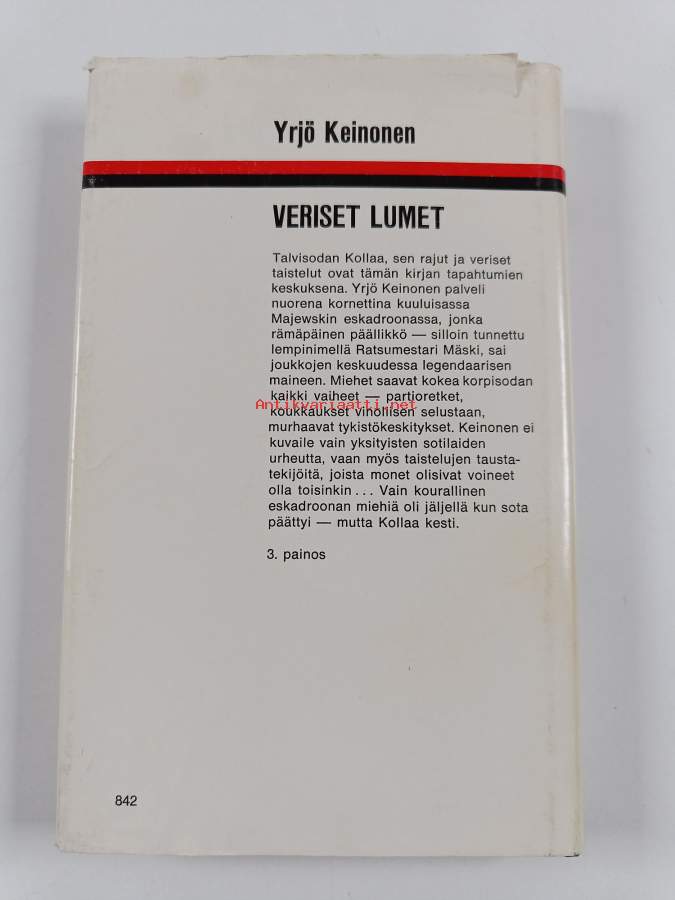 Yrjö Keinonen
VERISET LUMET
Talvisodan Kollaa, sen rajut ja veriset
taistelut ovat tämän kirjan tapahtumien
keskuksena. Yrjö Keinonen palveli
nuorena kornettina kuuluisassa
Majewskin eskadroonassa, jonka
rämäpäinen päällikkö — silloin tunnettu
lempinimellä Ratsumestari Mäski, sai
joukkojen keskuudessa legendaarisen
maineen. Miehet saavat kokea korpisodan
kaikki vaiheet — partioretket,
Antikvariaatti.net
koukkaukset vihollisen selustaan,
murhaavat tykistökeskitykset. Keinonen ei
kuvaile vain yksityisten sotilaiden
urheutta, vaan myös taistelujen tausta-
tekijöitä, joista monet olisivat voineet
olla toisinkin ... Vain kourallinen
eskadroonan miehiä oli jäljellä kun sota
päättyi — mutta Kollaa kesti.
3. painos
842